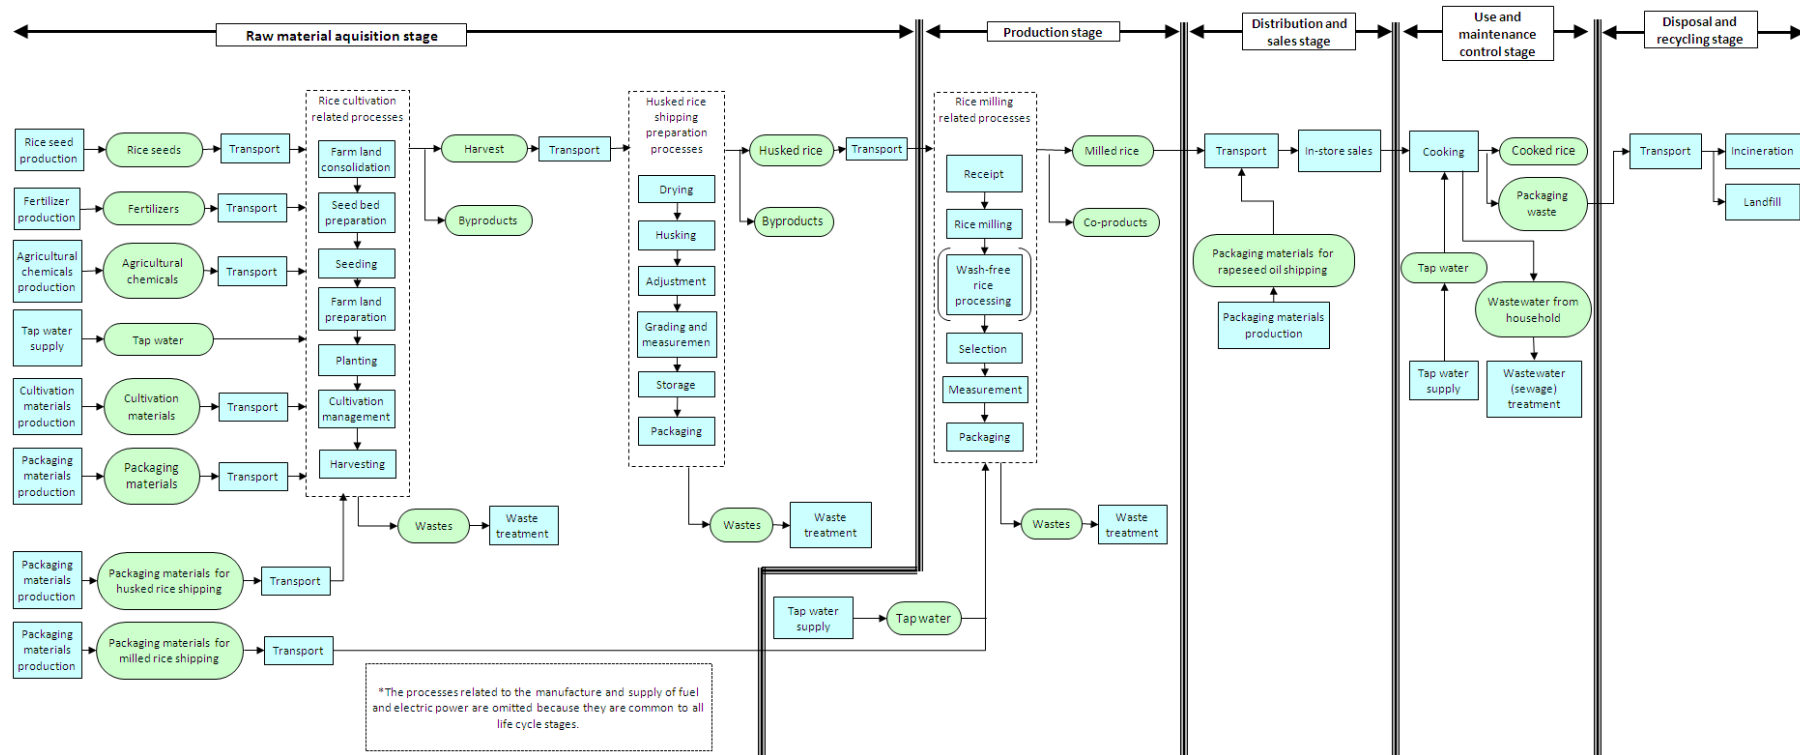 Raw material aquisition stage
Production stage
Distribution and
sales stage
Use and
maintenance
control stage
Disposal and
recycling stage
Rice cultivation
related processes
Husked rice
shipping
preparation
processes
Rice milling
related processes
Rice seed
production
Rice seeds
Transport
Farm land
consolidation
Harvest
Transport
Husked rice
Transport
Milled rice
Transport
In-store sales
Cooking
Cooked rice
Transport
Incineration
Fertilizer
production
Fertilizers
Transport
Seed bed
preparation
Byproducts
Drying
Byproducts
Receipt
Co-products
Packaging
waste
Landfill
Agricultural
chemicals
production
Agricultural
chemicals
Transport
Seeding
Husking
Rice milling
Packaging materials for
rapeseed oil shipping
Tap water
Farm land
preparation
Adjustment
Wash-free
rice
processing
Wastewater from
household
Tap water
supply
Tap water
Planting
Grading and
measuremen
Selection
Packaging materials
production
Cultivation
materials
production
Cultivation
materials
Transport
Cultivation
management
Storage
Measurement
Tap water
supply
Wastewater
(sewage)
treatment
Packaging
materials
production
Packaging
materials
Transport
Harvesting
Packaging
Packaging
Wastes
Waste
treatment
Wastes
Waste
treatment
Wastes
Waste
treatment
Packaging
materials
production
Packaging materials for
husked rice shipping
Transport
Tap water
supply
Tap water
Packaging
materials
production
Packaging materials for
milled rice shipping
Transport
*The processes related to the manufacture and supply of fuel
and electric power are omitted because they are common to all
life cycle stages.